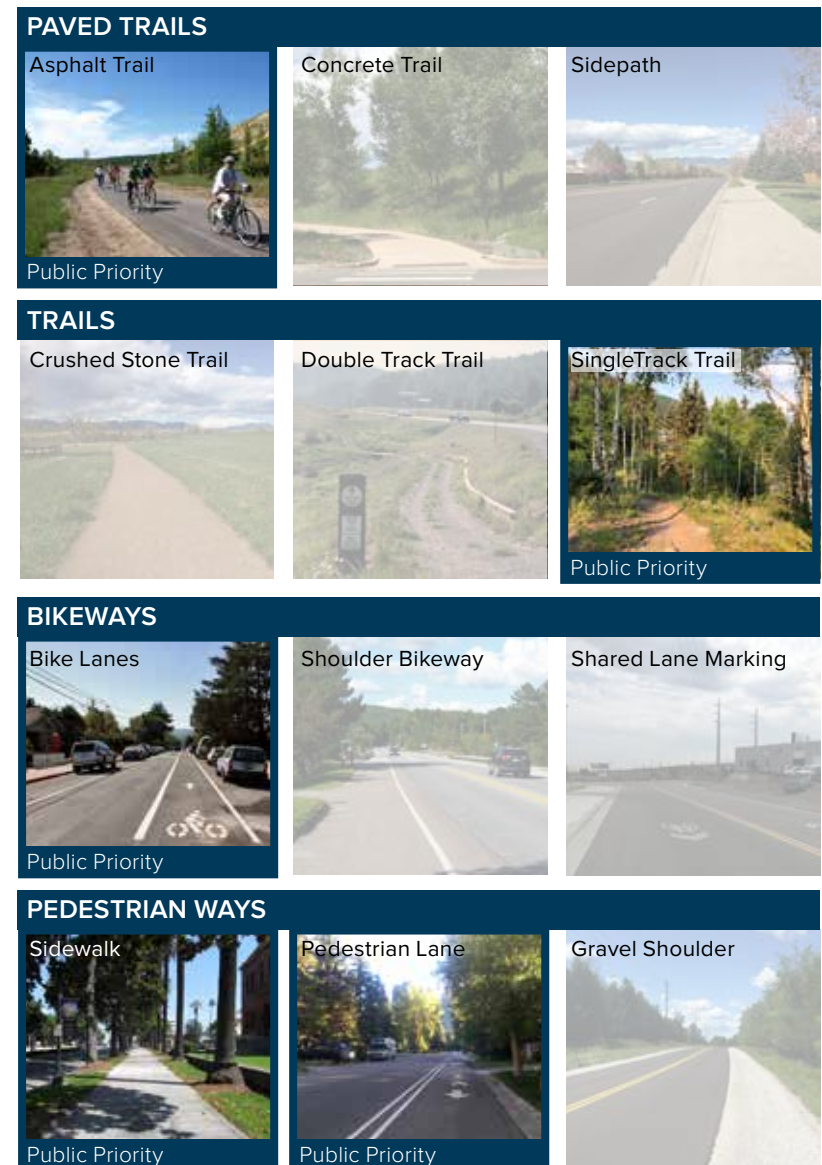 PAVED TRAILS
Asphalt Trail
Concrete Trail
Sidepath
Public Priority
TRAILS
Crushed Stone Trail
Double Track Trail
SingleTrack Trail
Public Priority
BIKEWAYS
Bike Lanes
Shoulder Bikeway
Shared Lane Marking
Public Priority
PEDESTRIAN WAYS
Sidewalk
Pedestrian Lane
Gravel Shoulder
Public Priority
Public Priority